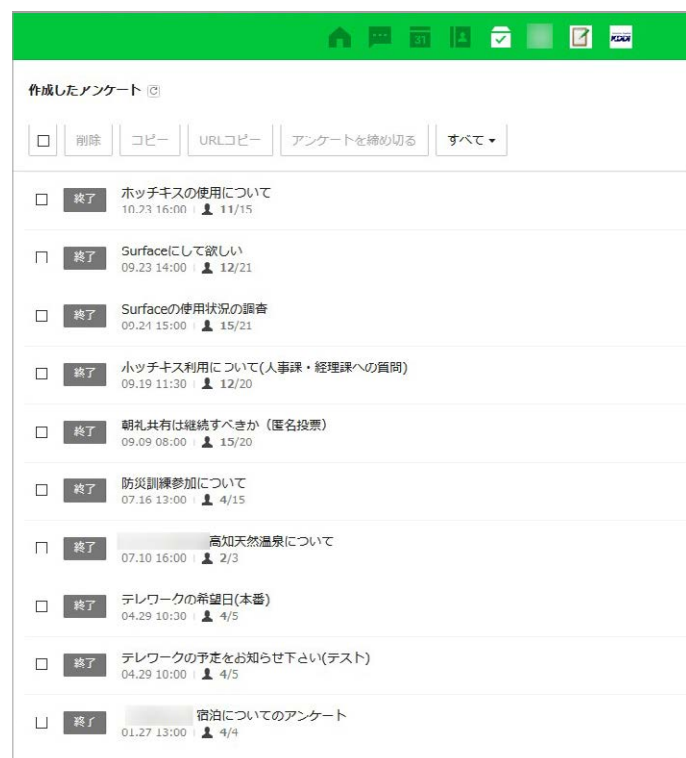 31
KDDI
作成したアンケート
削除
コピー
URLコピー
アンケートを締め切る
すべて
終了
ホッチキスの使用について
10.23 16:00 11/15
終了
Surfaceにして欲しい
09.23 14:00 12/21
終了
Surfaceの使用状況の調査
09.24 15:00 15/21
終了
ホッチキス利用について(人事課・経理課への質問)
09.19 11:30 12/20
終了
朝礼共有は継続すべきか（匿名投票）
09.09 08:00 15/20
終了
防災訓練参加について
07.16 13:00 4/15
終了
高知天然温泉について
07.10 16:00 2/3
終了
テレワークの希望日(本番)
04.29 10:30 4/5
終了
テレワークの予定をお知らせ下さい(テスト)
04.29 10:00 4/5
終了
宿泊についてのアンケート
01.27 13:00 4/4